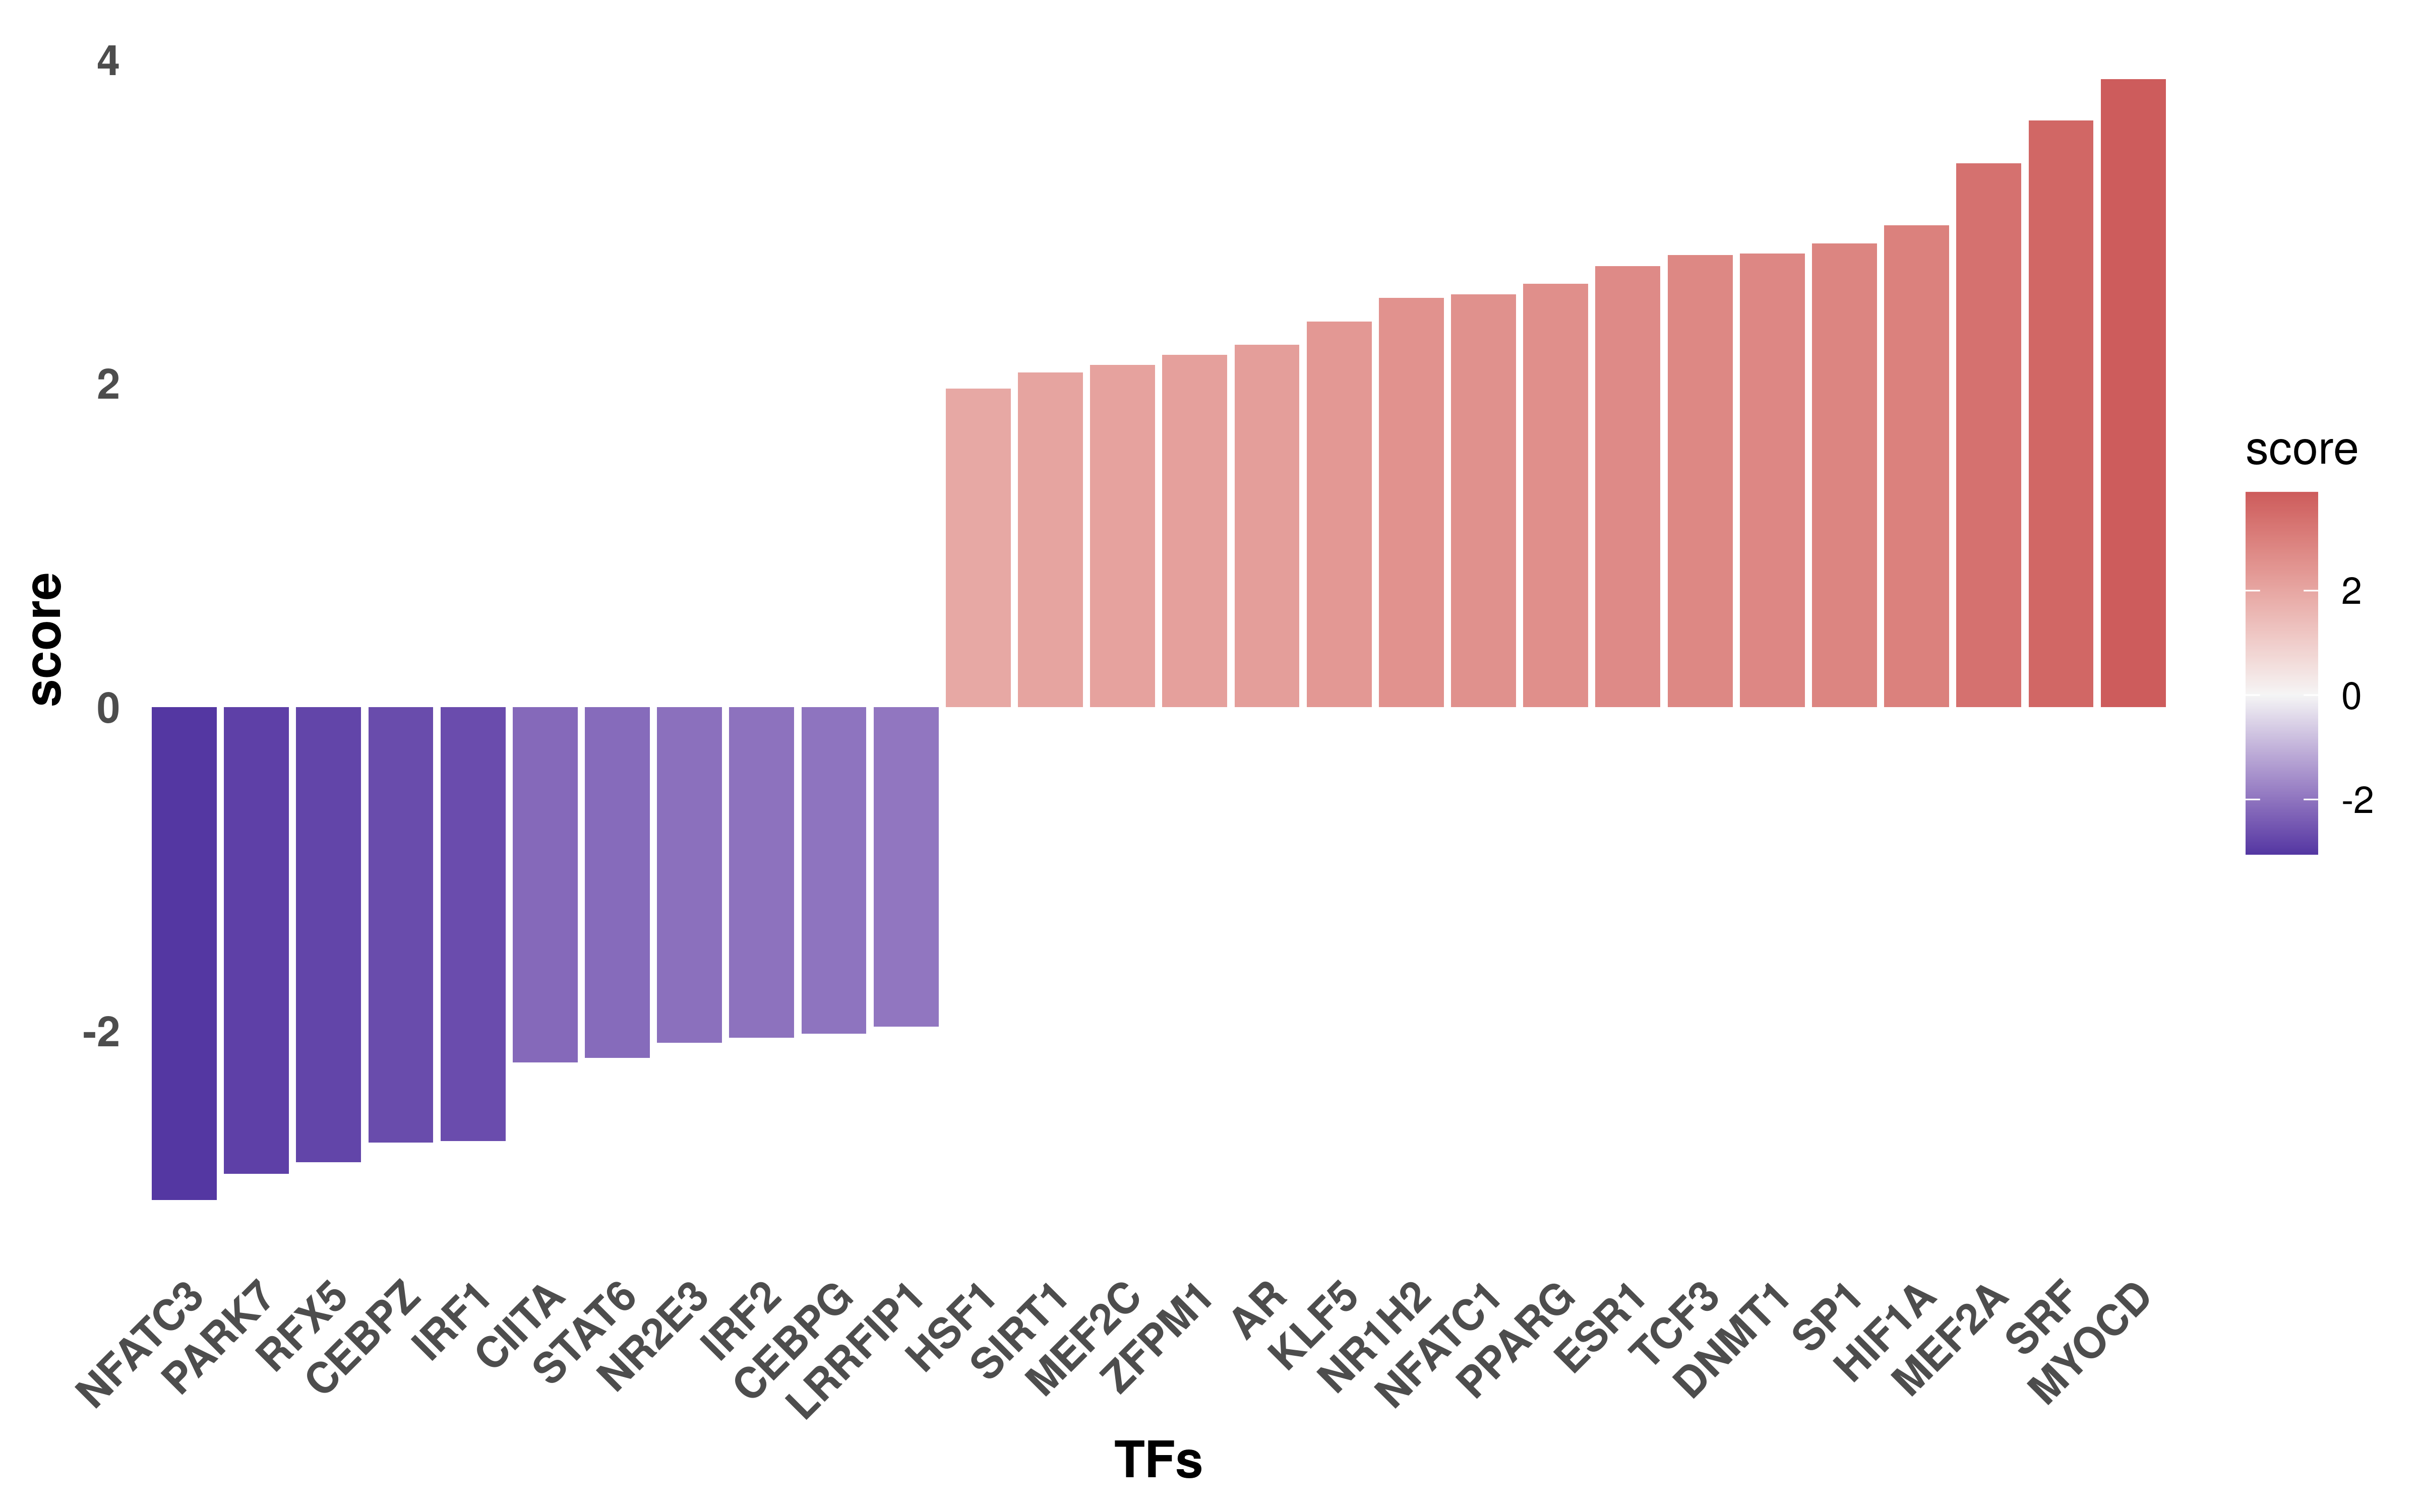 4
2
0
-2
score
NFATC3
PARK7
RFX5
CEBPZ
IRF1
CIITA
STAT6
NR2E3
IRF2
CEBPG
LRRFIP1
HSF1
SIRT1
MEF2C
ZFPM1
AR
KLF5
NR1H2
NFATC1
PPARG
ESR1
TCF3
DNMT1
SP1
HIF1A
MEF2A
SRF
MYOCD
TFs
score
2
0
-2